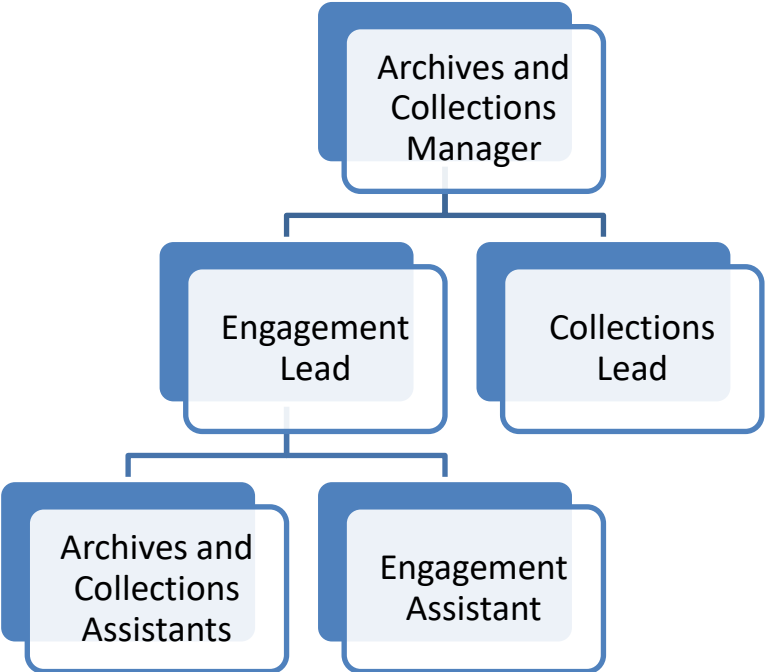 Archives and
Collections
Manager
Engagement
Lead
Collections
Lead
Archives and
Collections
Assistants
Engagement
Assistant